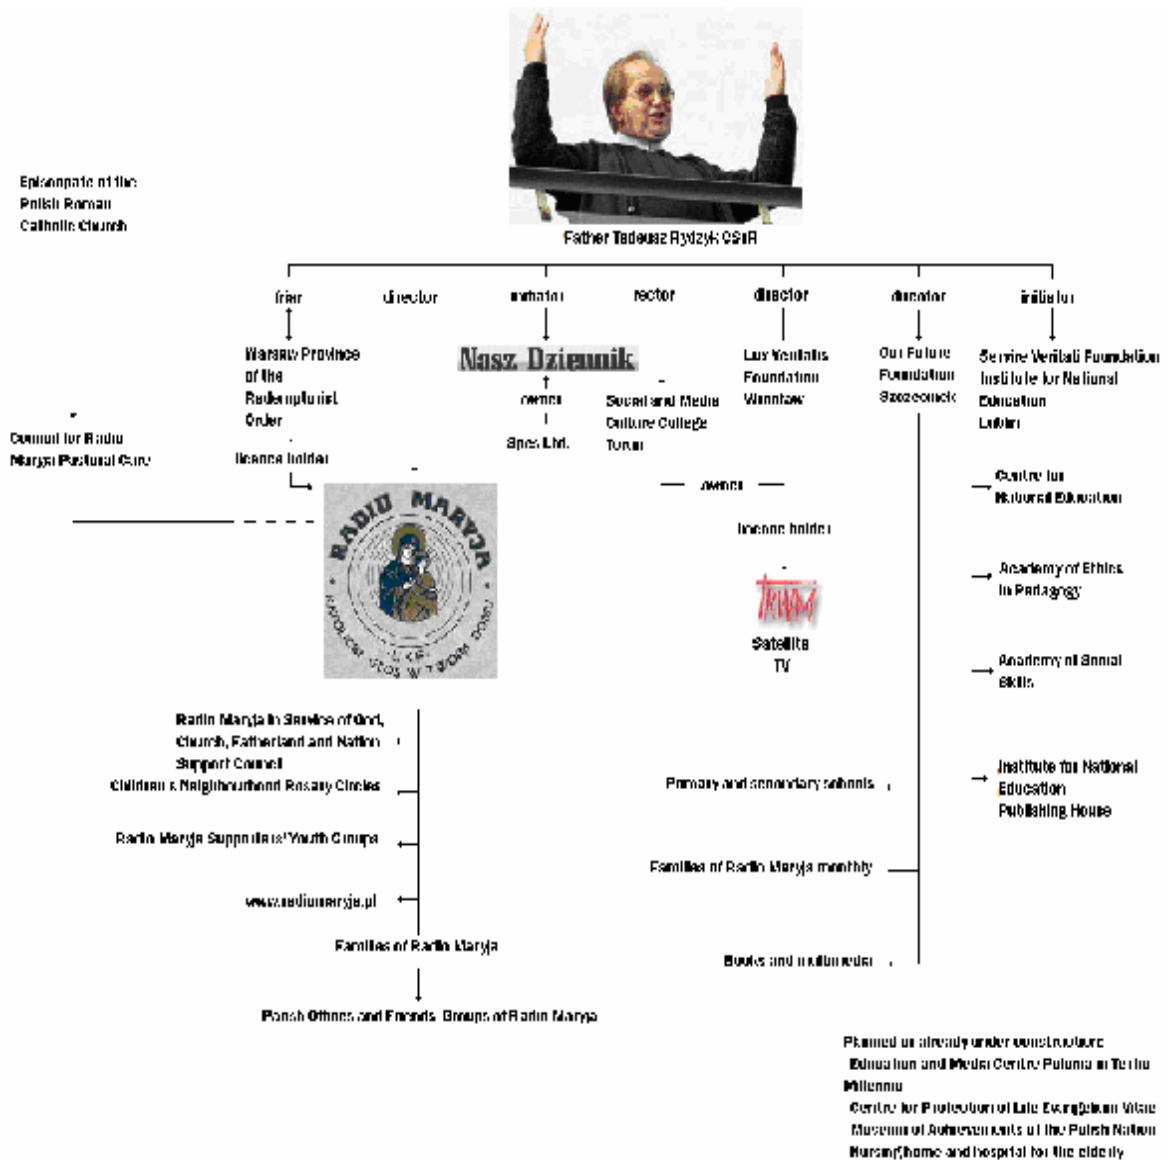 Father Tadeusz Rydzyk CSsR
Episcopate of the
Polish Roman
Catholic Church
friar
director
initiator
rector
director
director
initiator
Warsaw Province
of the
Redemptorist
Order
Nasz Dziennik
owner
Spes Ltd.
Social and Media
Culture College
Torun
Lux Veritatis
Foundation
Our Future
Foundation
Servire Veritati Foundation
Institute for National
Education
Lublin
Council for Radio
Maryja Pastoral Care
licence holder
RADIO MARYJA
KATOLICKI GŁOS W TWOIM DOMU
owner
licence holder
TRWAM
Satellite
TV
Centre for
National Education
Academy of Ethics
in Pedagogy
Academy of Social
Skills
Institute for National
Education
Publishing House
Radio Maryja in Service of God,
Church, Fatherland and Nation
Support Council
Children s Neighbourhood Rosary Circles
Radio Maryja Supporters' Youth Groups
www.radiomaryja.pl
Families of Radio Maryja
Parish Offices and Friends Groups of Radio Maryja
Primary and secondary schools
Families of Radio Maryja monthly
Books and multimedia
Planned or already under construction:
Education and Media Centre Polonia in Tertio
Millennio
Centre for Protection of Life Evangelium Vitae
Museum of Achievements of the Polish Nation
Nursing home and hospital for the elderly